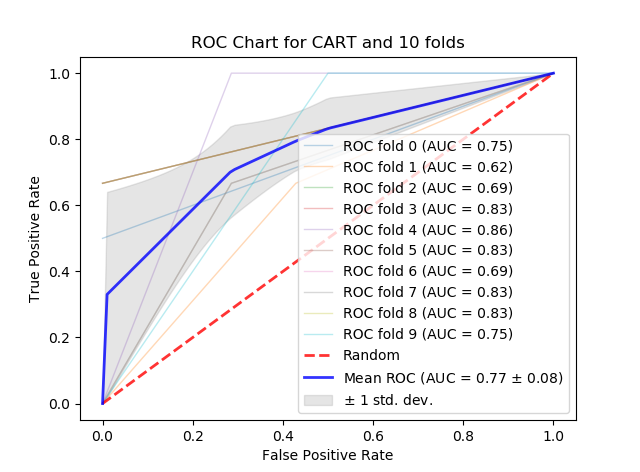 ROC Chart for CART and 10 folds
1.0
0.8
0.6
0.4
0.2
0.0
True Positive Rate
ROC fold 0 (AUC = 0.75)
ROC fold 1 (AUC = 0.62)
ROC fold 2 (AUC = 0.69)
ROC fold 3 (AUC = 0.83)
ROC fold 4 (AUC = 0.86)
ROC fold 5 (AUC = 0.83)
ROC fold 6 (AUC = 0.69)
ROC fold 7 (AUC = 0.83)
ROC fold 8 (AUC = 0.83)
ROC fold 9 (AUC = 0.75)
Random
Mean ROC (AUC = 0.77 ± 0.08)
± 1 std. dev.
0.0 0.2 0.4 0.6 0.8 1.0
False Positive Rate